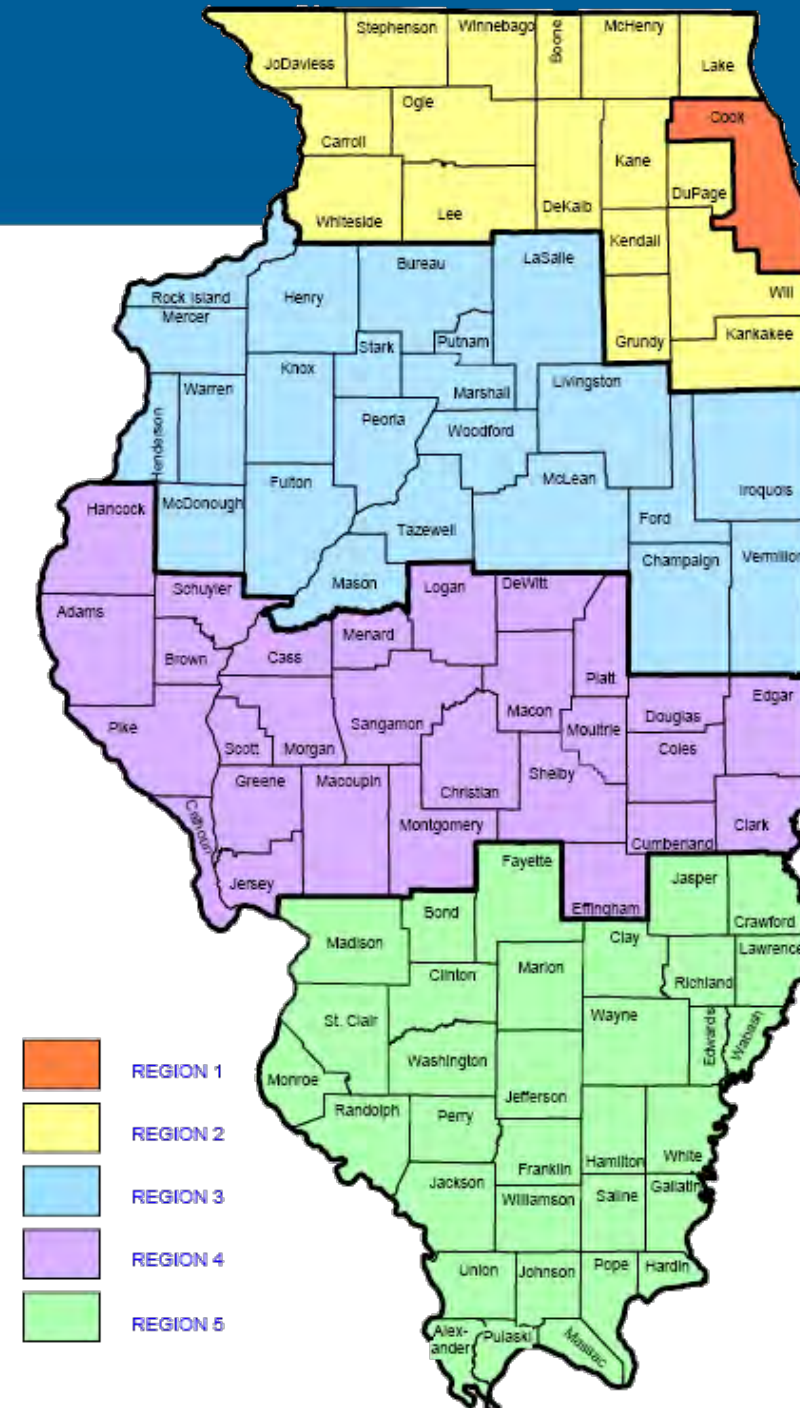 Stephenson
Winnebago
Boone
McHenry
JoDaviess
Lake
Ogle
Cook
Carroll
Kane
DuPage
Whiteside
Lee
DeKalb
Kendall
Bureau
LaSalle
Rock Island
Henry
Will
Mercer
Stark
Putnam
Grundy
Kankakee
Knox
Warren
Marshall
Livingston
Henderson
Peoria
Woodford
Fulton
McLean
Iroquois
Hancock
McDonough
Ford
Tazewell
Champaign
Vermilion
Mason
Schuyler
Logan
DeWitt
Adams
Menard
Brown
Cass
Piatt
Edgar
Pike
Sangamon
Macon
Douglas
Moultrie
Scott
Morgan
Coles
Greene
Macoupin
Shelby
Christian
Calhoun
Montgomery
Clark
Cumberland
Jersey
Fayette
Jasper
Effingham
Bond
Crawford
Madison
Clay
Lawrence
Clinton
Marion
Richland
St. Clair
Wayne
Edwards
Wabash
Washington
REGION 1
Monroe
Jefferson
Randolph
Perry
REGION 2
Franklin
Hamilton
White
Jackson
Gallatin
REGION 3
Williamson
Saline
REGION 4
Union
Johnson
Pope
Hardin
REGION 5
Alex-
ander
Pulaski
Massac